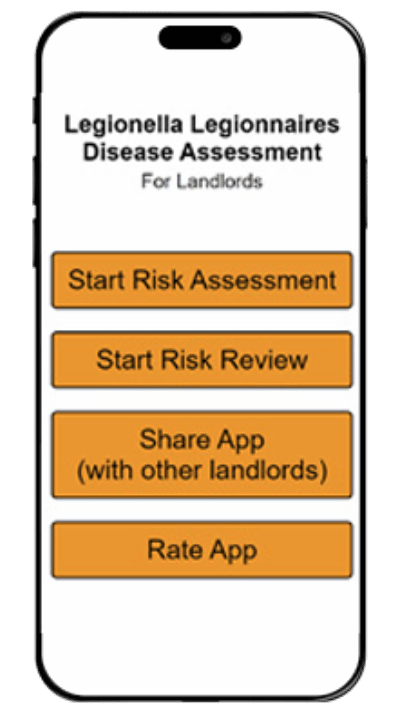 Legionella Legionnaires
Disease Assessment
For Landlords
Start Risk Assessment
Start Risk Review
Share App
(with other landlords)
Rate App